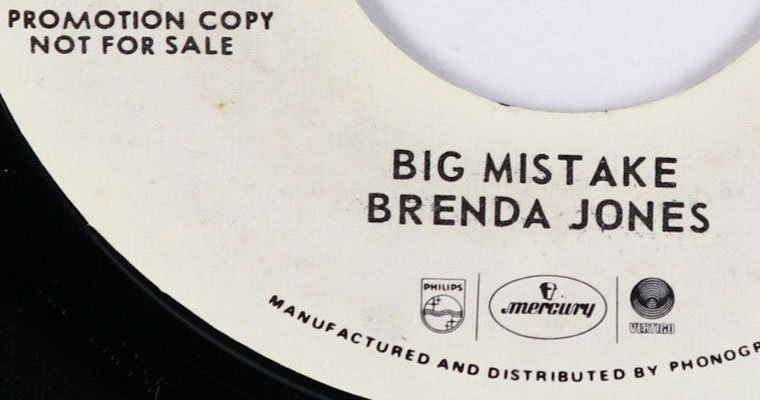 PROMOTION COPY
NOT FOR SALE
BIG MISTAKE
BRENDA JONES
PHILIPS
mercury
VERTIGO
MANUFACTURED AND DISTRIBUTED BY PHONOGR